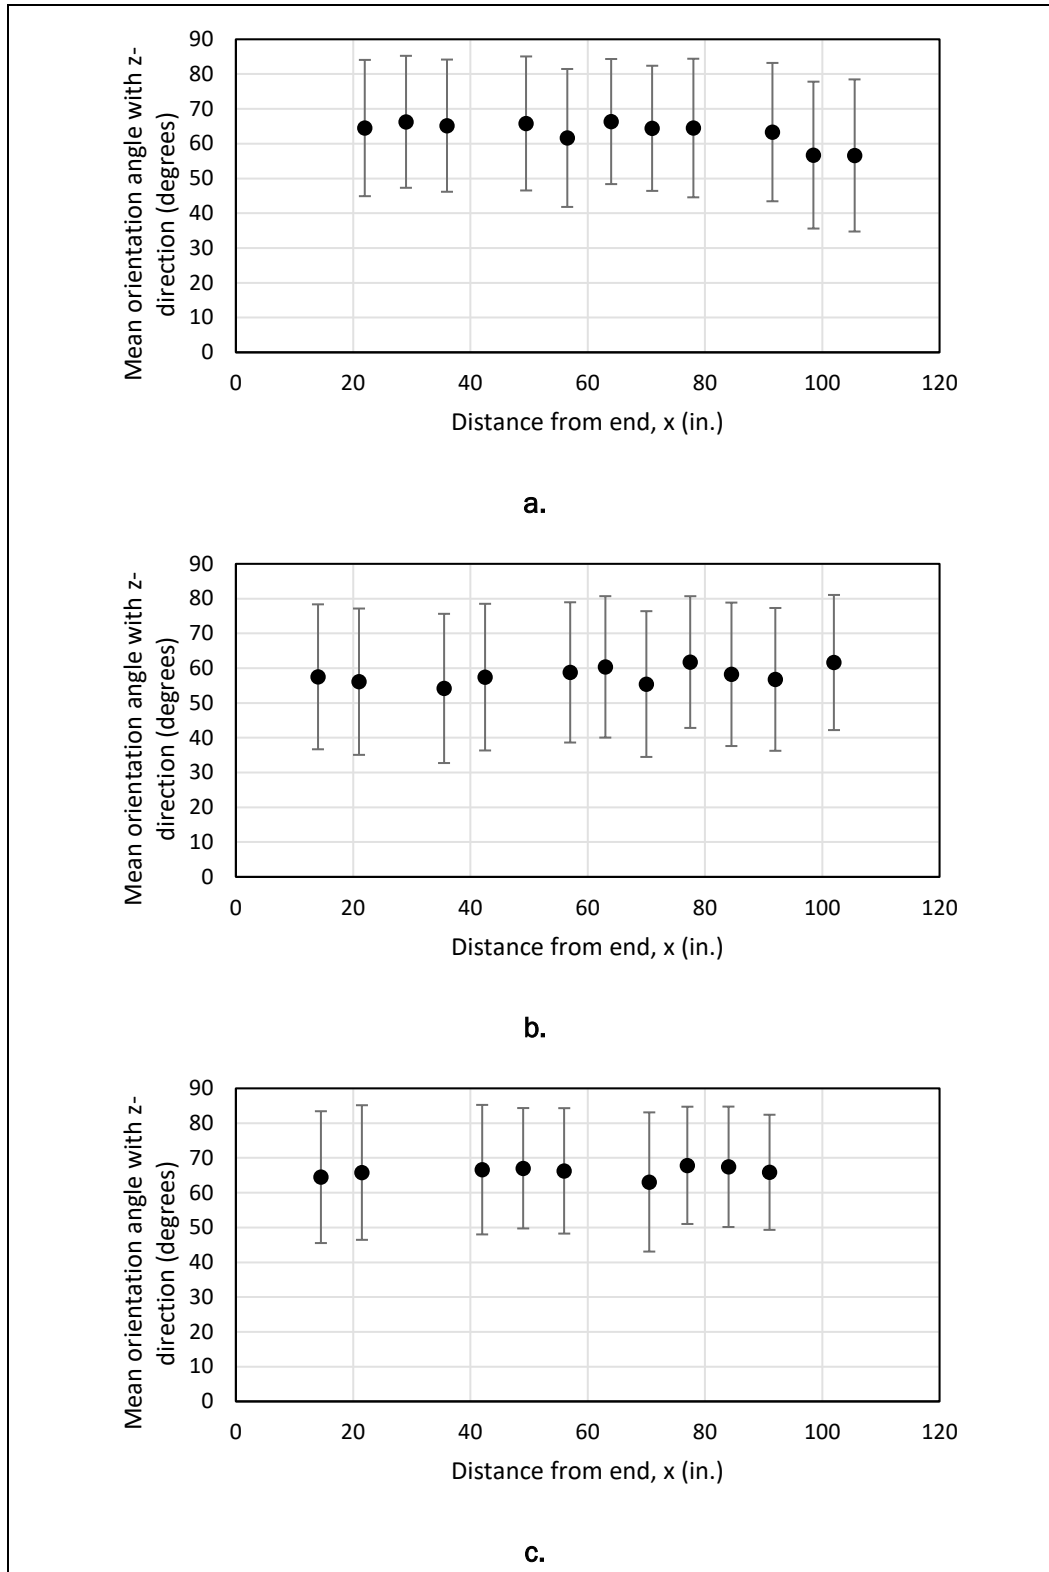 Mean orientation angle with z-
direction (degrees)
90
80
70
60
50
40
30
20
10
0
0 20 40 60 80 100 120
Distance from end, x (in.)
a.
Mean orientation angle with z-
direction (degrees)
90
80
70
60
50
40
30
20
10
0
0 20 40 60 80 100 120
Distance from end, x (in.)
b.
Mean orientation angle with z-
direction (degrees)
90
80
70
60
50
40
30
20
10
0
0 20 40 60 80 100 120
Distance from end, x (in.)
c.